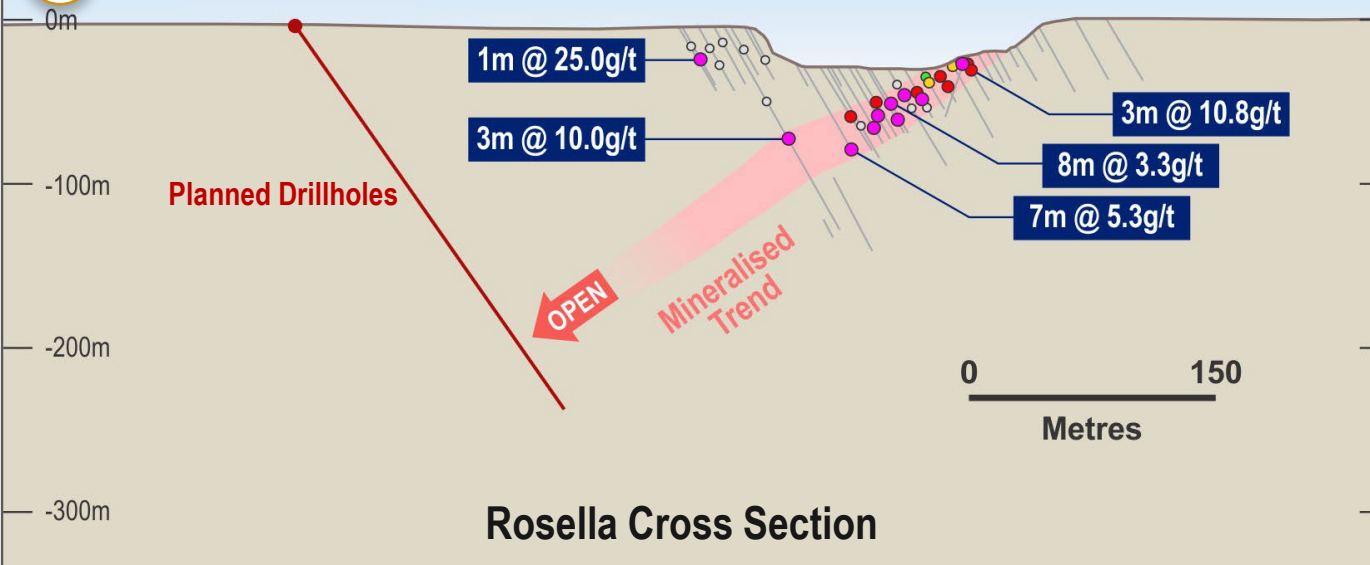 0m
1m @ 25.0g/t
3m @ 10.8g/t
3m @ 10.0g/t
8m @ 3.3g/t
-100m
Planned Drillholes
7m @ 5.3g/t
Mineralised
Trend
OPEN
-200m
0 150
Metres
-300m
Rosella Cross Section